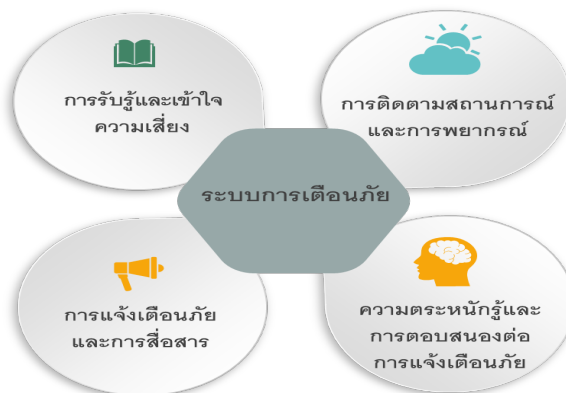 การรับรู้และเข้าใจ
ความเสี่ยง
การติดตามสถานการณ์
และการพยากรณ์
ระบบการเตือนภัย
การแจ้งเตือนภัย
และการสื่อสาร
ความตระหนักรู้และ
การตอบสนองต่อ
การแจ้งเตือนภัย